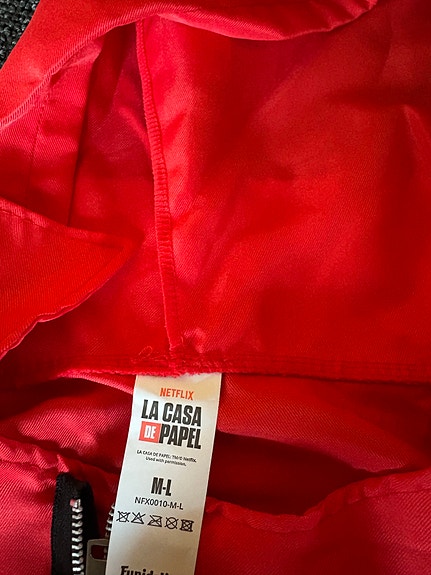 NETFLIX
LA CASA
DE PAPEL
LA CASA DE PAPEL: TM/© Netflix.
Used with permission.
M-L
NFX0010-M-L